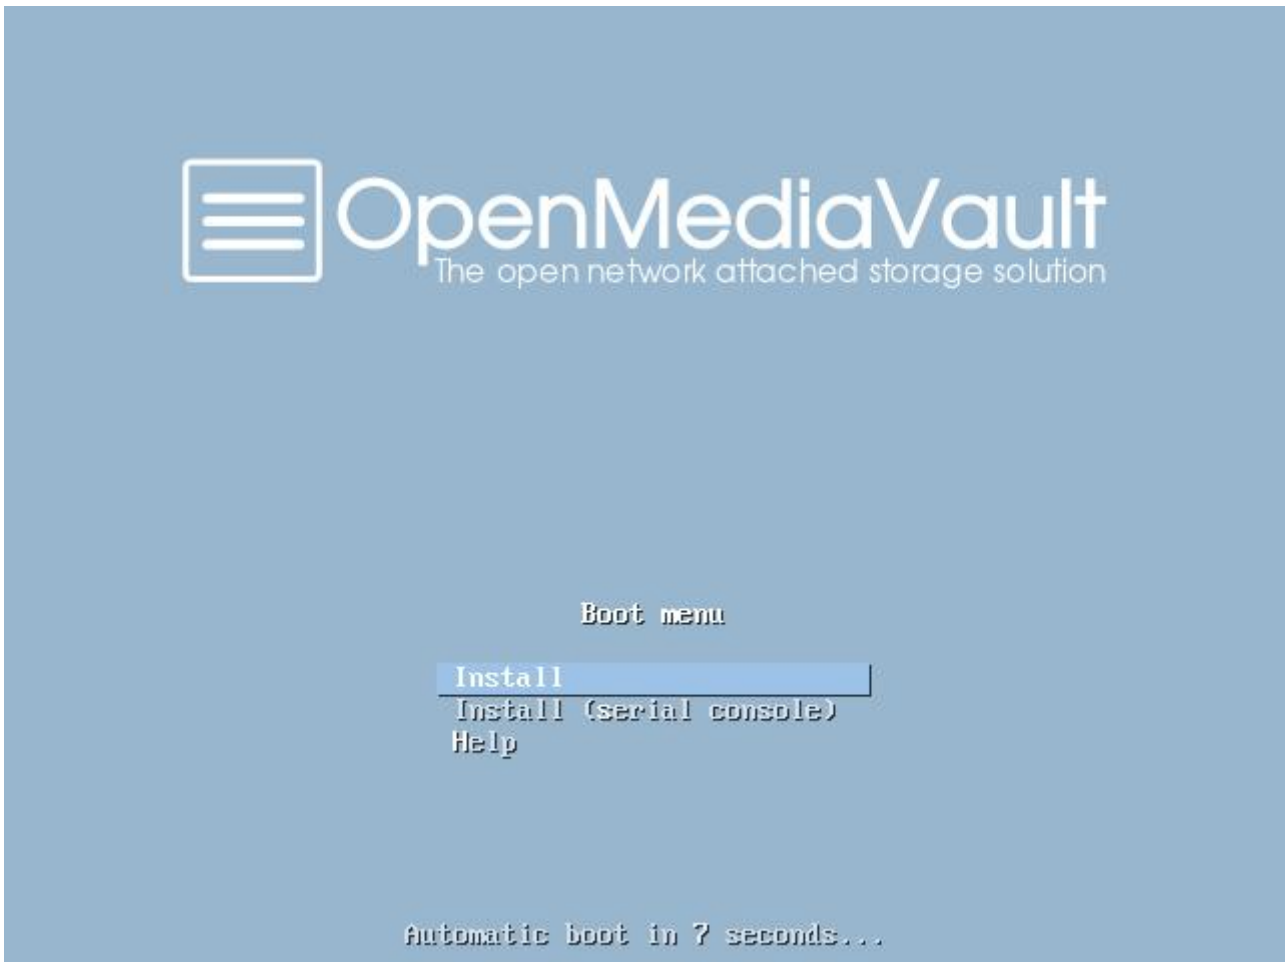 OpenMediaVault
The open network attached storage solution
Boot menu
Install
Install (serial console)
Help
Automatic boot in 7 seconds...